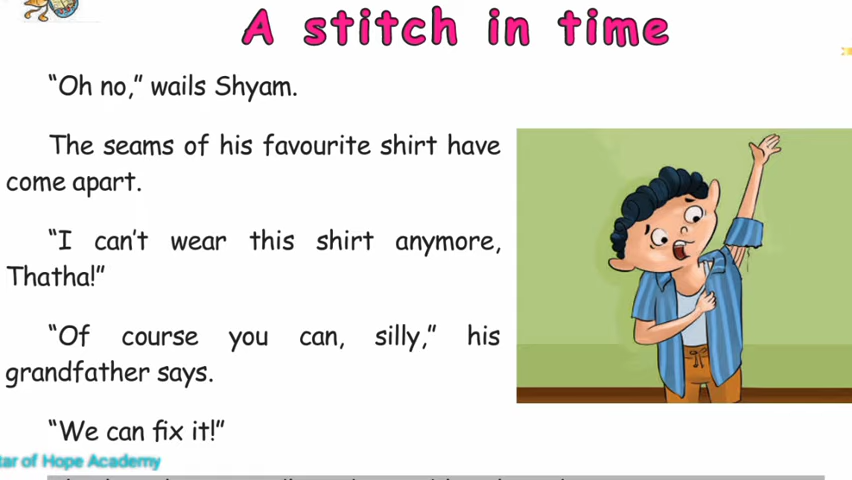 A stitch in time
“Oh no,” wails Shyam.
The seams of his favourite shirt have
come apart.
“I can’t wear this shirt anymore,
Thatha!”
“Of course you can, silly,” his
grandfather says.
“We can fix it!”
tar of Hope Academy